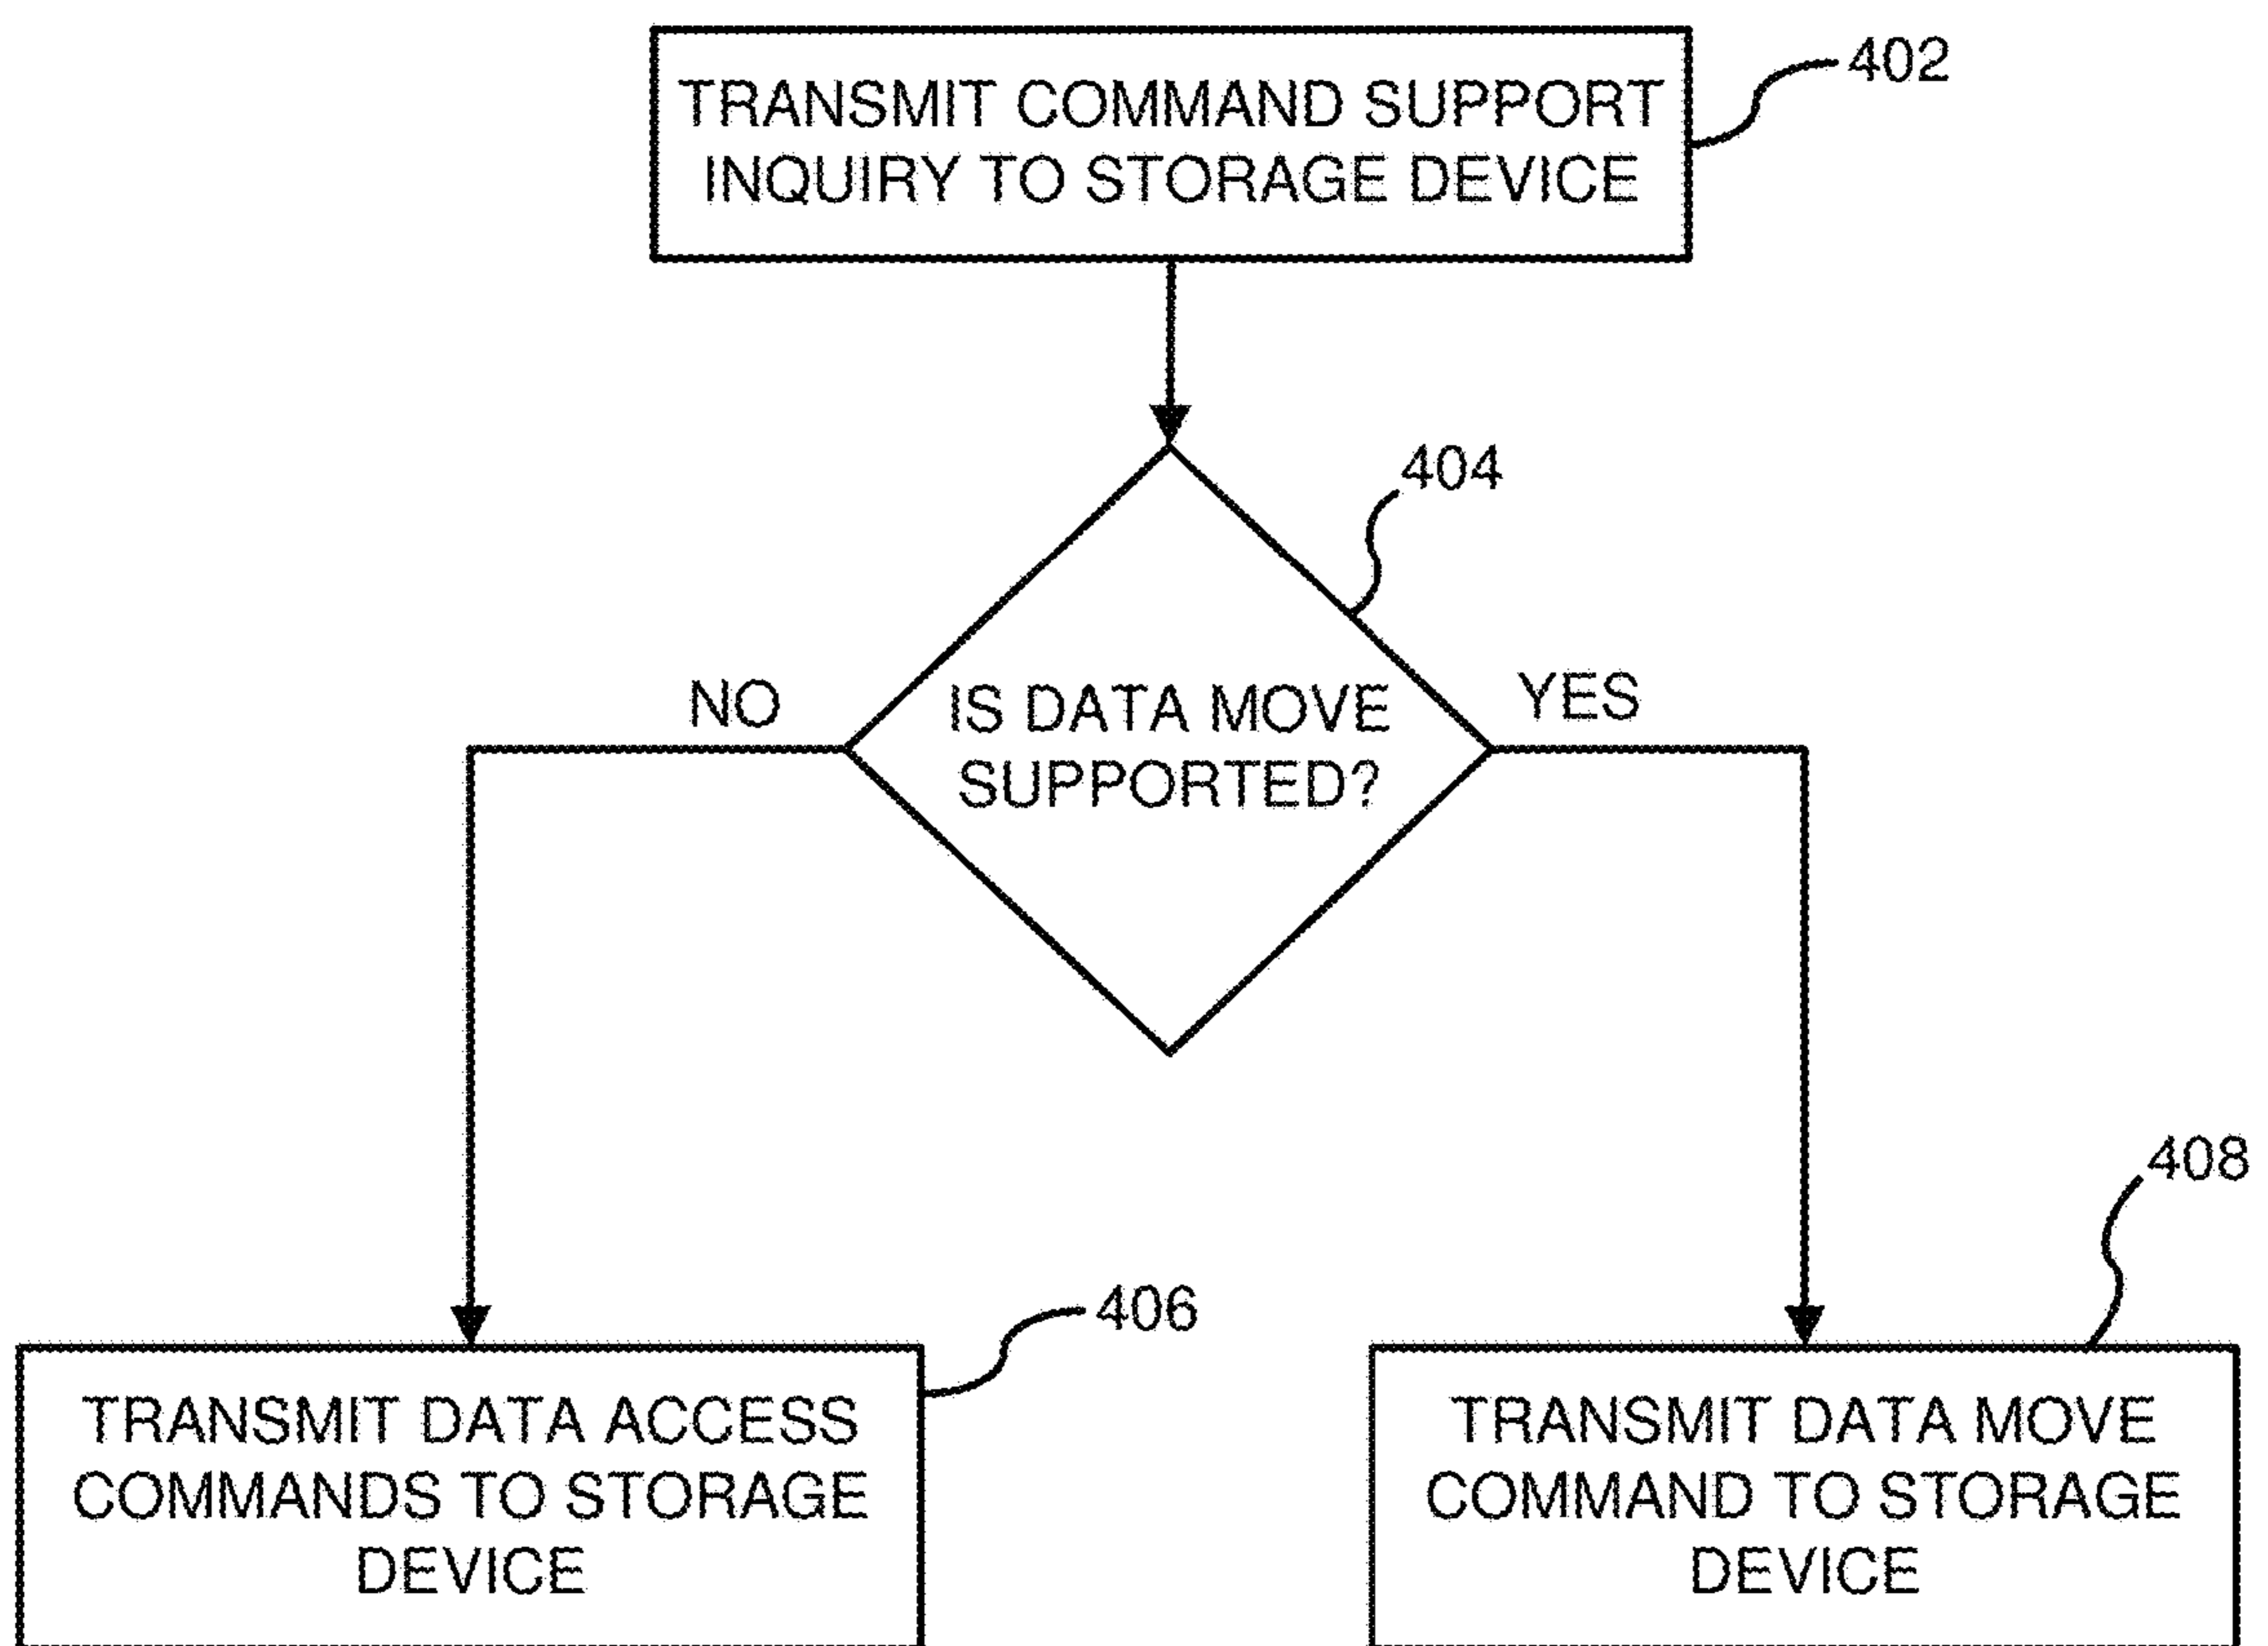 TRANSMIT COMMAND SUPPORT
INQUIRY TO STORAGE DEVICE
402
404
IS DATA MOVE
SUPPORTED?
NO
YES
406
TRANSMIT DATA ACCESS
COMMANDS TO STORAGE
DEVICE
408
TRANSMIT DATA MOVE
COMMAND TO STORAGE
DEVICE